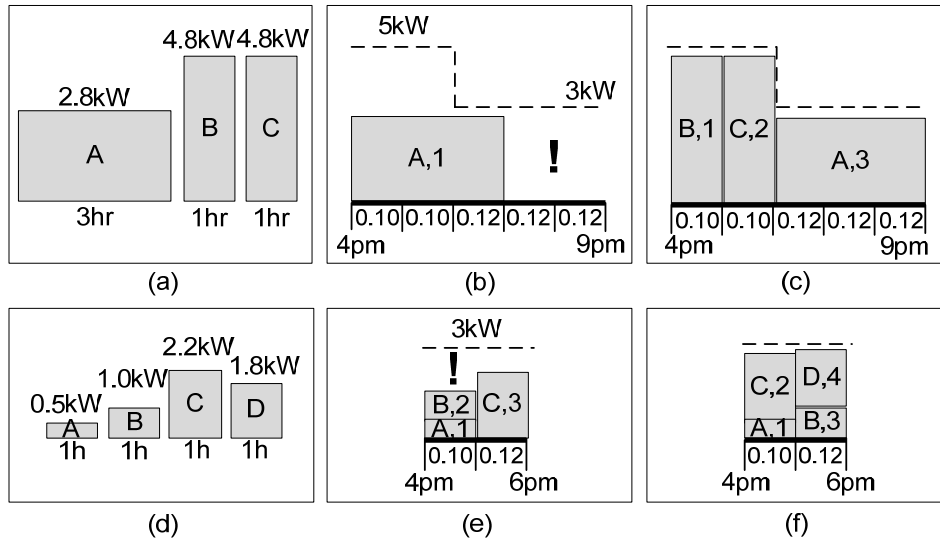 4.8kW 4.8kW
2.8kW
A
B
C
3hr
1hr
1hr
(a)
5kW
3kW
A,1
!
0.10 0.10 0.12 0.12 0.12
4pm
9pm
(b)
B,1
C,2
A,3
0.10 0.10 0.12 0.12 0.12
4pm
9pm
(c)
2.2kW
1.0kW
1.8kW
0.5kW
A
B
C
D
1h
1h
1h
1h
(d)
3kW
!
B,2
A,1
C,3
0.10 0.12
4pm
6pm
(e)
C,2
D,4
A,1
B,3
0.10 0.12
4pm
6pm
(f)